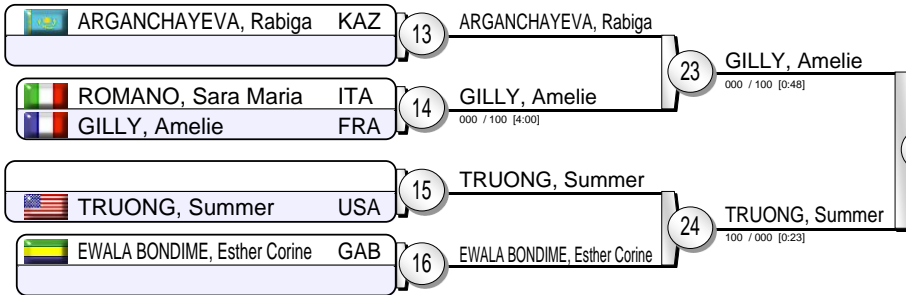 ARGANCHAYEVA, Rabiga KAZ
13
ARGANCHAYEVA, Rabiga
23
GILLY, Amelie
000 / 100 [0:48]
ROMANO, Sara Maria ITA
GILLY, Amelie FRA
14
GILLY, Amelie
000 / 100 [4:00]
TRUONG, Summer USA
15
TRUONG, Summer
24
TRUONG, Summer
100 / 000 [0:23]
EWALA BONDIME, Esther Corine GAB
16
EWALA BONDIME, Esther Corine